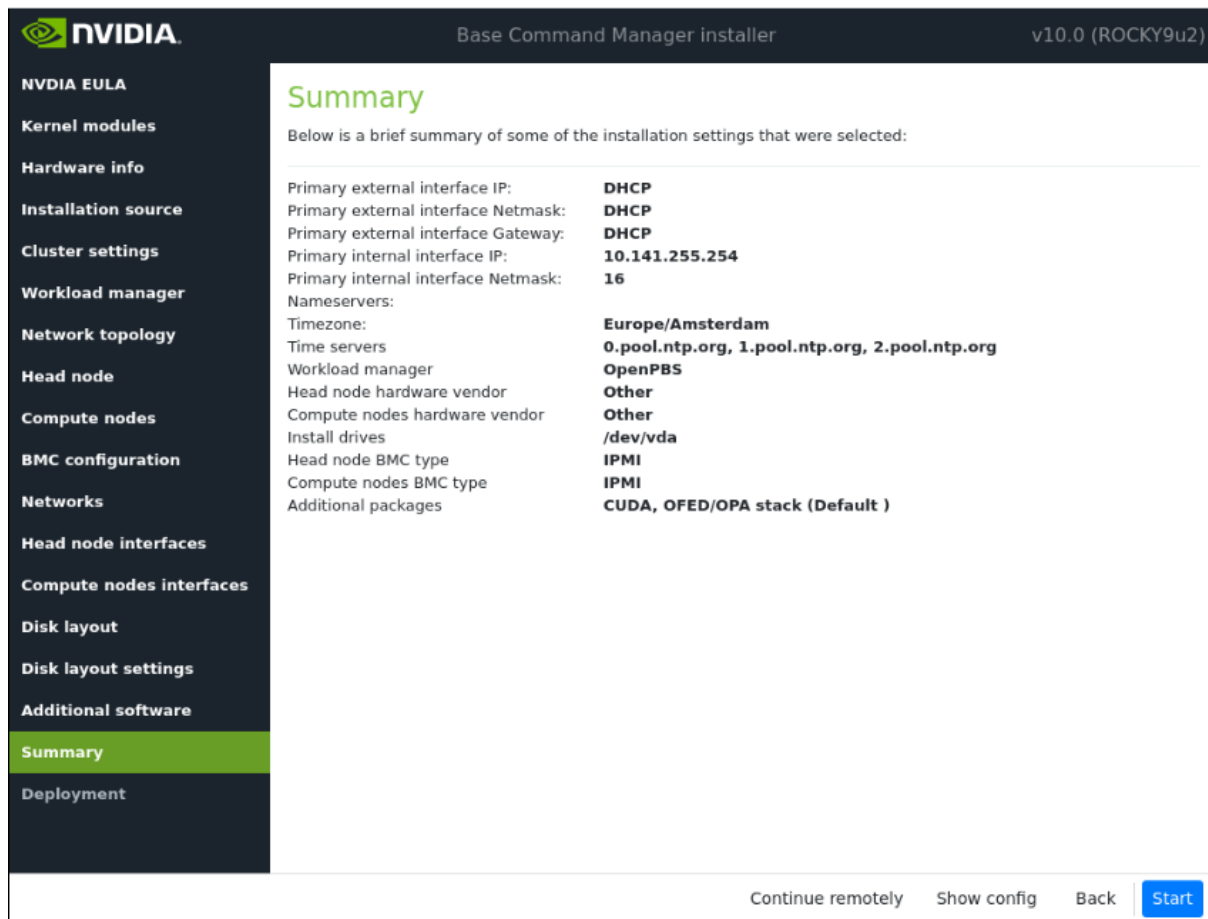 NVIDIA.
Base Command Manager installer
v10.0 (ROCKY9u2)
NVDIA EULA
Kernel modules
Hardware info
Installation source
Cluster settings
Workload manager
Network topology
Head node
Compute nodes
BMC configuration
Networks
Head node interfaces
Compute nodes interfaces
Disk layout
Disk layout settings
Additional software
Summary
Deployment
Summary
Below is a brief summary of some of the installation settings that were selected:
Primary external interface IP: DHCP
Primary external interface Netmask: DHCP
Primary external interface Gateway: DHCP
Primary internal interface IP: 10.141.255.254
Primary internal interface Netmask: 16
Nameservers:
Timezone: Europe/Amsterdam
Time servers 0.pool.ntp.org, 1.pool.ntp.org, 2.pool.ntp.org
Workload manager OpenPBS
Head node hardware vendor Other
Compute nodes hardware vendor Other
Install drives /dev/vda
Head node BMC type IPMI
Compute nodes BMC type IPMI
Additional packages CUDA, OFED/OPA stack (Default )
Continue remotely Show config Back Start